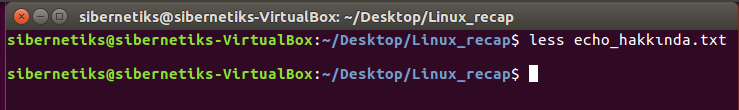 sibernetiks@sibernetiks-VirtualBox: ~/Desktop/Linux_recap
sibernetiks@sibernetiks-VirtualBox:~/Desktop/Linux_recap$ less echo_hakkında.txt
sibernetiks@sibernetiks-VirtualBox:~/Desktop/Linux_recap$